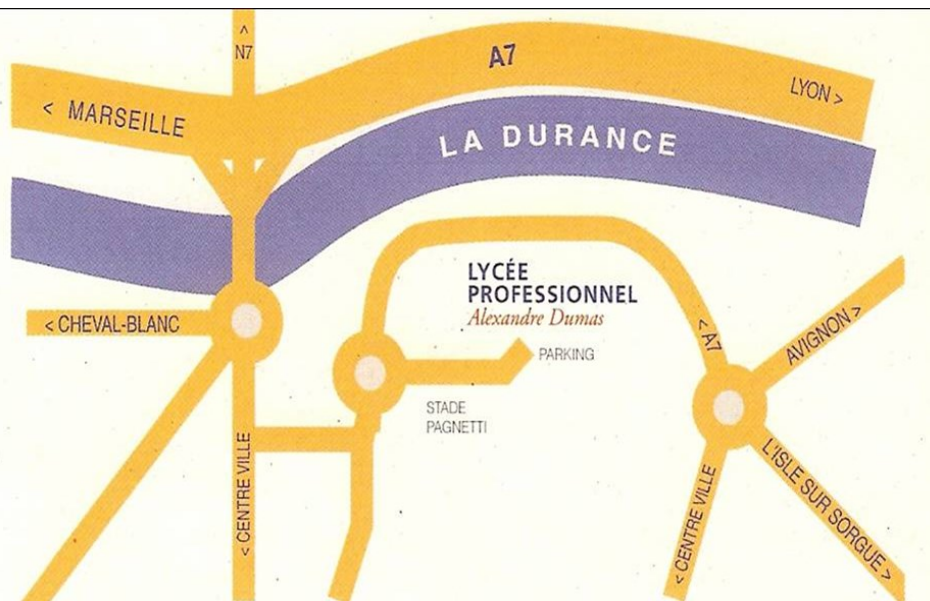 < N7
A7
LYON >
< MARSEILLE
LA DURANCE
LYCÉE
PROFESSIONNEL
Alexandre Dumas
< CHEVAL-BLANC
PARKING
< A7
AVIGNON >
STADE
PAGNETTI
< CENTRE VILLE
< CENTRE VILLE
L'ISLE SUR SORGUE >